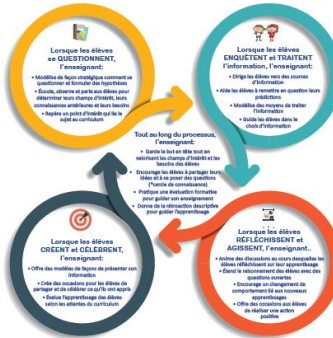 Lorsque les élèves
se QUESTIONNENT,
l'enseignant:
• Modélise de façon stratégique comment se
questionner et formuler des hypothèses
• Écoute, observe et parle aux élèves pour
déterminer leurs champs d'intérêt, leurs
connaissances antérieures et leurs besoins
• Repère un point d'intérêt qui lie le
sujet au curriculum
Lorsque les élèves
ENQUÊTENT et TRAITENT
l'information, l'enseignant:
• Dirige les élèves vers des sources
d'information
• Aide les élèves à remettre en question leurs
prédictions
• Modélise des moyens de traiter
l'information
• Guide les élèves dans le
choix d'information
Tout au long du processus,
l'enseignant:
• Garde le but en tête tout en
valorisant les champs d'intérêt et les
besoins des élèves
• Encourage les élèves à partager leurs
idées et à se poser des questions
(*cercle de connaissance)
• Pratique une évaluation formative
pour guider son enseignement
• Donne de la rétroaction descriptive
pour guider l'apprentissage
Lorsque les élèves
CRÉENT et CÉLÈBRENT,
l'enseignant:
• Offre des modèles de façons de présenter son
information
• Crée des occasions pour les élèves de
partager et de célébrer ce qu'ils ont appris
• Évalue l'apprentissage des élèves
selon les attentes du curriculum
Lorsque les élèves
RÉFLÉCHISSENT et
AGISSENT, l'enseignant..
• Anime des discussions au cours desquelles les
élèves réfléchissent sur leur apprentissage
• Étend le raisonnement des élèves avec des
questions ouvertes
• Encourage un changement de
comportement lié aux nouveaux
apprentissages
• Offre des occasions aux élèves
de réaliser une action
positive